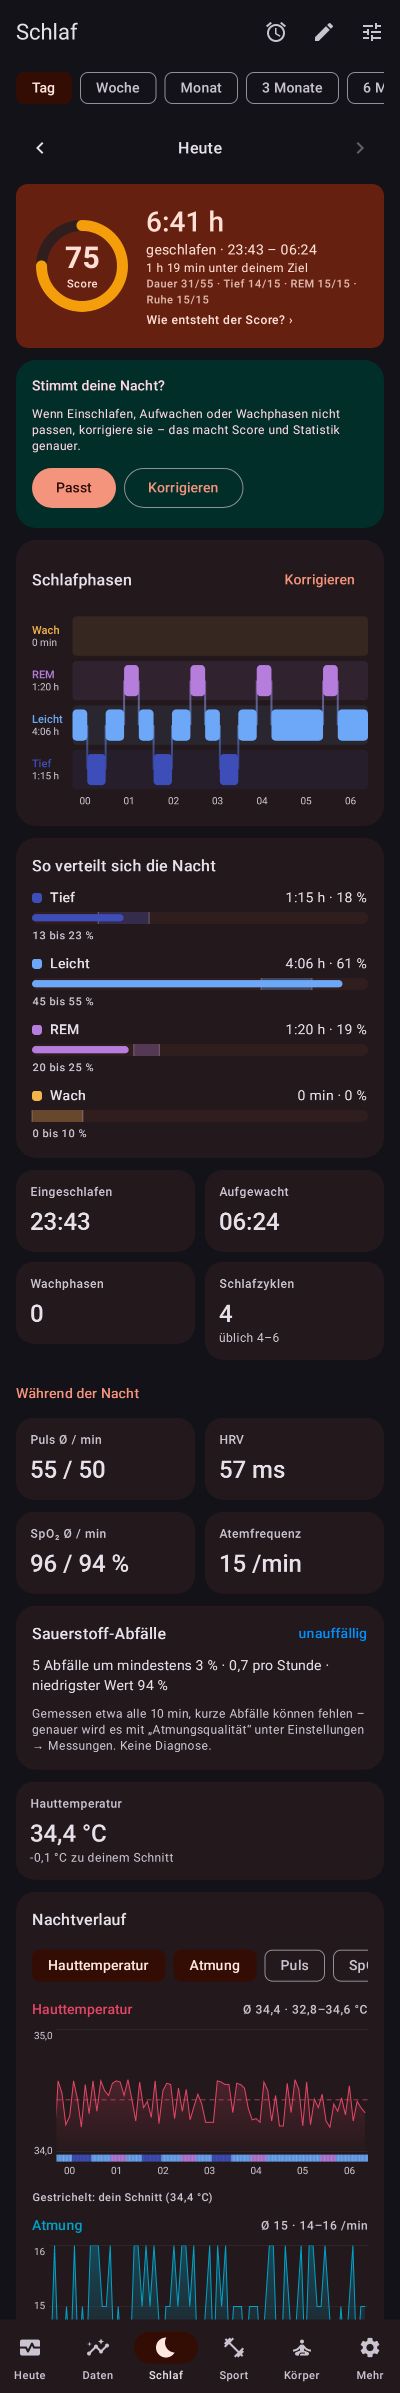 Schlaf
Tag Woche Monat 3 Monate 6 M
Heute
75
Score
6:41 h
geschlafen · 23:43 – 06:24
1 h 19 min unter deinem Ziel
Dauer 31/55 · Tief 14/15 · REM 15/15 ·
Ruhe 15/15
Wie entsteht der Score? ›
Stimmt deine Nacht?
Wenn Einschlafen, Aufwachen oder Wachphasen nicht
passen, korrigiere sie – das macht Score und Statistik
genauer.
Passt Korrigieren
Schlafphasen Korrigieren
Wach
0 min
REM
1:20 h
Leicht
4:06 h
Tief
1:15 h
00 01 02 03 04 05 06
So verteilt sich die Nacht
Tief 1:15 h · 18 %
13 bis 23 %
Leicht 4:06 h · 61 %
45 bis 55 %
REM 1:20 h · 19 %
20 bis 25 %
Wach 0 min · 0 %
0 bis 10 %
Eingeschlafen
23:43
Aufgewacht
06:24
Wachphasen
0
Schlafzyklen
4
üblich 4–6
Während der Nacht
Puls Ø / min
55 / 50
HRV
57 ms
SpO₂ Ø / min
96 / 94 %
Atemfrequenz
15 /min
Sauerstoff-Abfälle unauffällig
5 Abfälle um mindestens 3 % · 0,7 pro Stunde ·
niedrigster Wert 94 %
Gemessen etwa alle 10 min, kurze Abfälle können fehlen –
genauer wird es mit „Atmungsqualität“ unter Einstellungen
→ Messungen. Keine Diagnose.
Hauttemperatur
34,4 °C
-0,1 °C zu deinem Schnitt
Nachtverlauf
Hauttemperatur Atmung Puls Sp
Hauttemperatur Ø 34,4 · 32,8–34,6 °C
35,0
34,0
00 01 02 03 04 05 06
Gestrichelt: dein Schnitt (34,4 °C)
Atmung Ø 15 · 14–16 /min
16
15
Heute Daten Schlaf Sport Körper Mehr